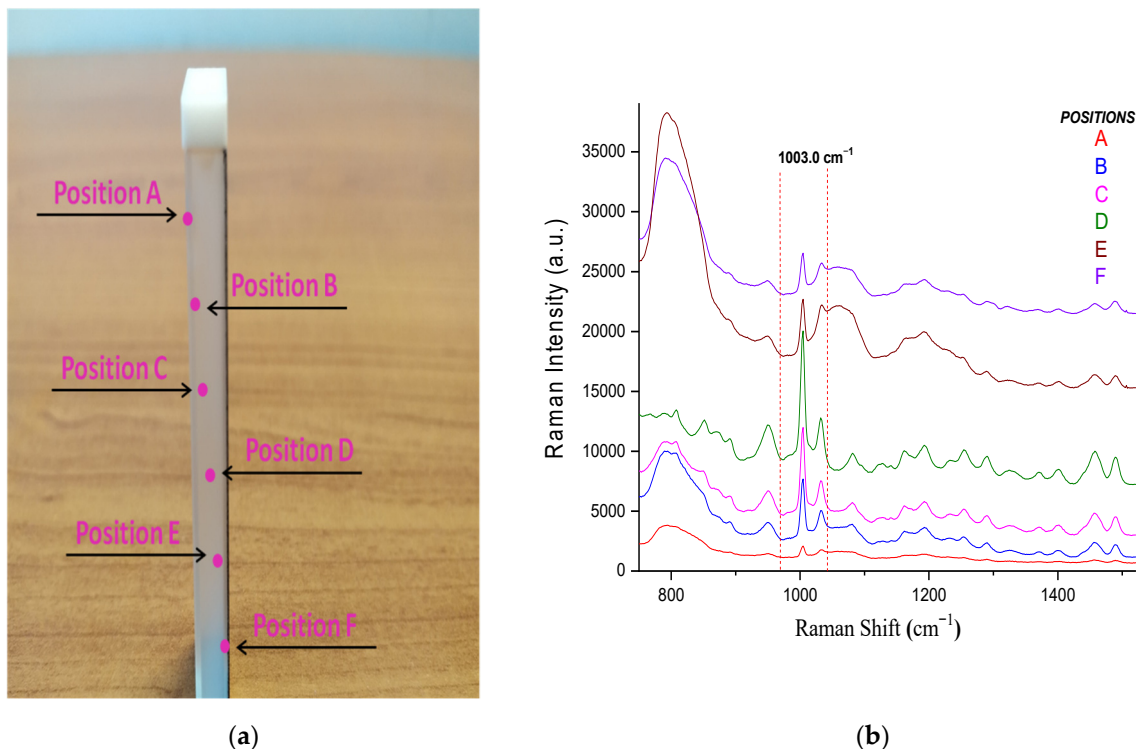 Position A
Position B
Position C
Position D
Position E
Position F
(a)
POSITIONS
A
B
C
D
E
F
1003.0 cm⁻¹
35000
30000
25000
20000
15000
10000
5000
0
Raman Intensity (a.u.)
800 1000 1200 1400
Raman Shift (cm⁻¹)
(b)